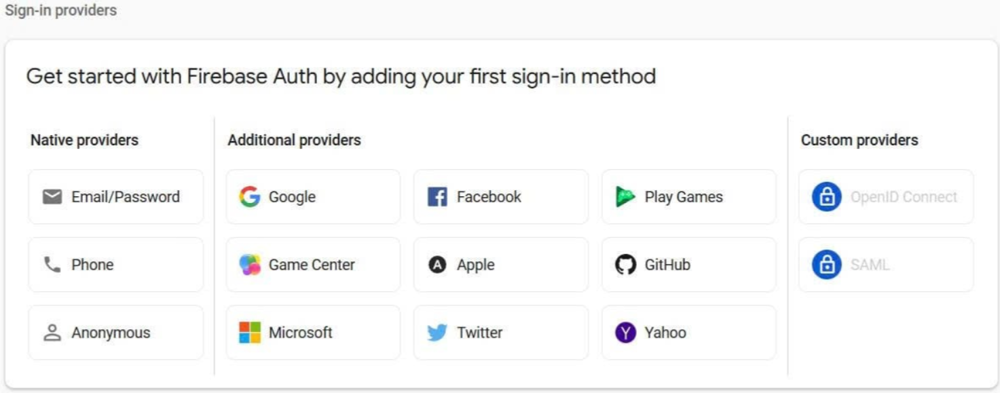 Sign-in providers
Get started with Firebase Auth by adding your first sign-in method
Native providers
Email/Password
Phone
Anonymous
Additional providers
Google
Facebook
Play Games
Game Center
Apple
GitHub
Microsoft
Twitter
Yahoo
Custom providers
OpenID Connect
SAML